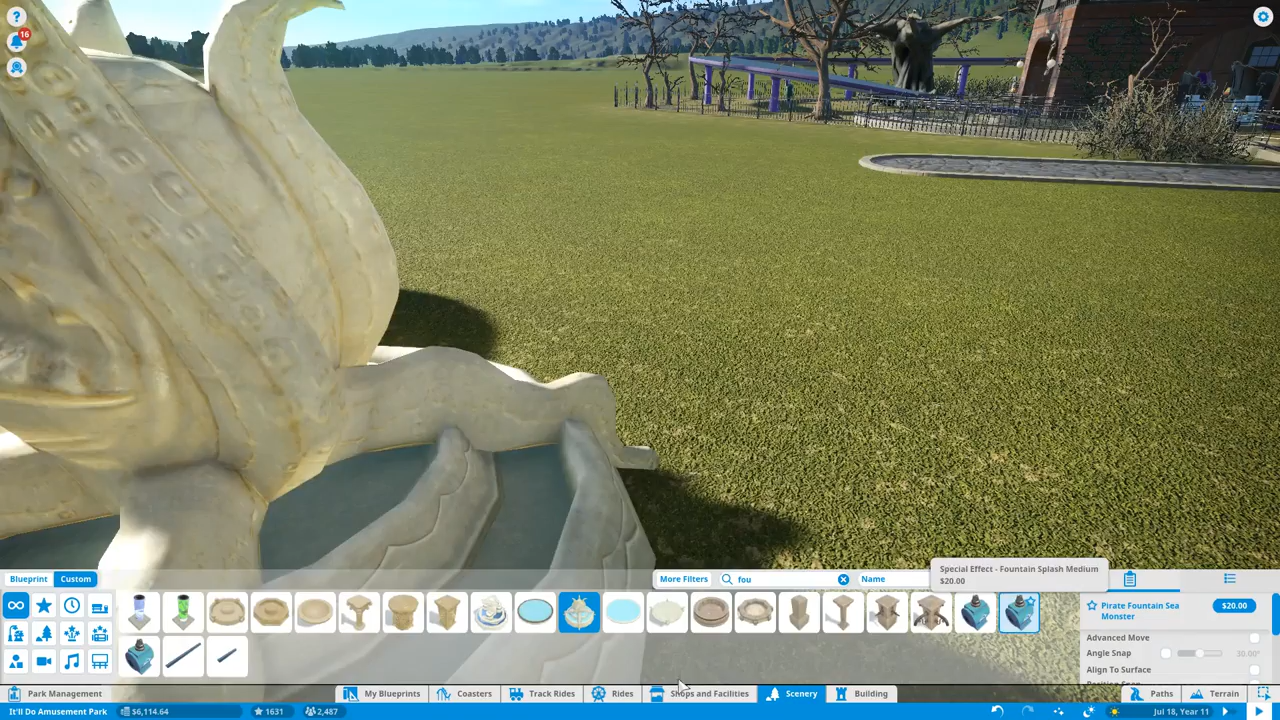 ?
16
Special Effect - Fountain Splash Medium
$20.00
Blueprint
Custom
More Filters
fou
Name
Pirate Fountain Sea
Monster
$20.00
Advanced Move
Angle Snap
30.00°
Align To Surface
Park Management
My Blueprints
Coasters
Track Rides
Rides
Shops and Facilities
Scenery
Building
Paths
Terrain
It'll Do Amusement Park
$6,114.64
1631
2,487
Jul 18, Year 11